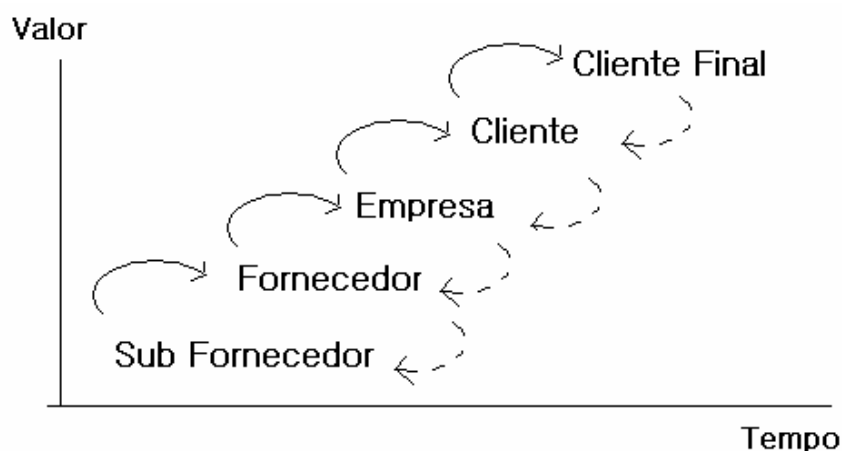 Valor
Cliente Final
Cliente
Empresa
Fornecedor
Sub Fornecedor
Tempo